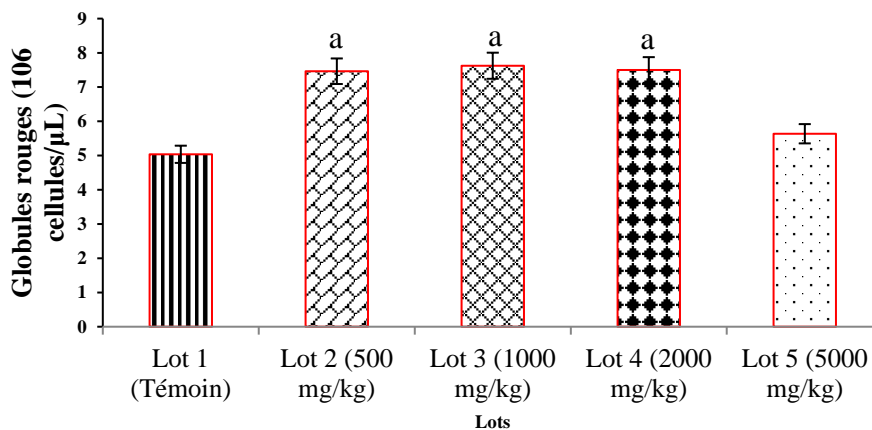 9
8
7
6
5
4
3
2
1
0
Globules rouges (106
cellules/µL)
a
a
a
Lot 1
(Témoin)
Lot 2 (500
mg/kg)
Lot 3 (1000
mg/kg)
Lot 4 (2000
mg/kg)
Lot 5 (5000
mg/kg)
Lots